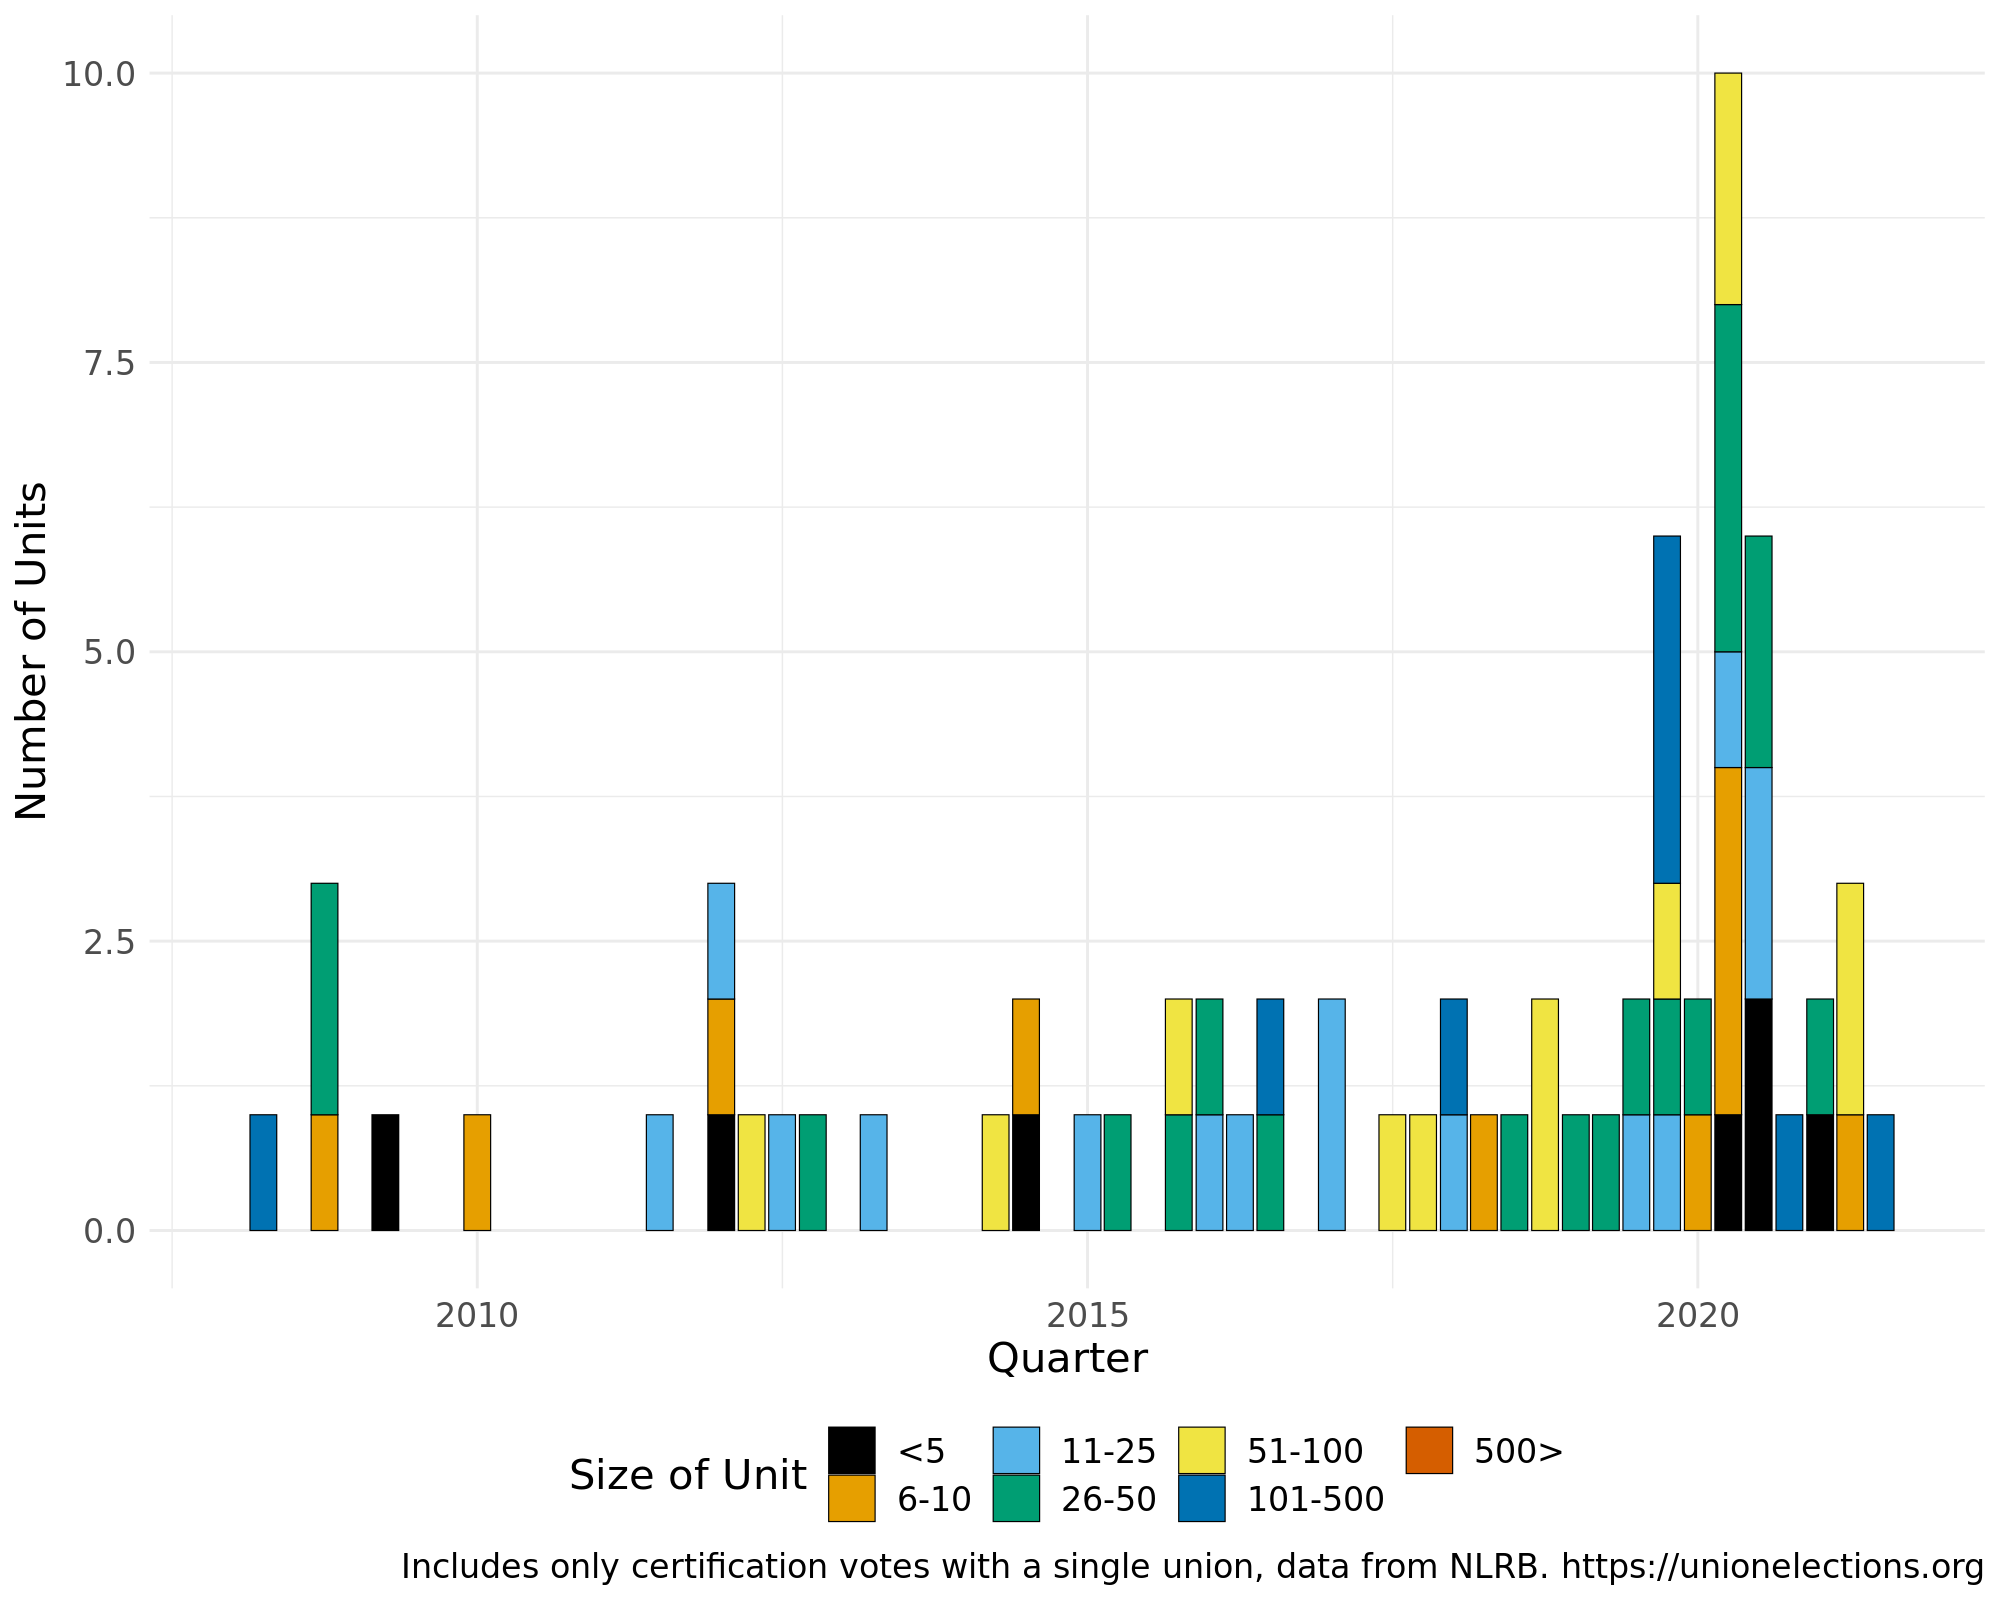 10.0
7.5
5.0
2.5
0.0
Number of Units
2010 2015 2020
Quarter
Size of Unit
<5 11-25 51-100 500>
6-10 26-50 101-500
Includes only certification votes with a single union, data from NLRB. https://unionelections.org